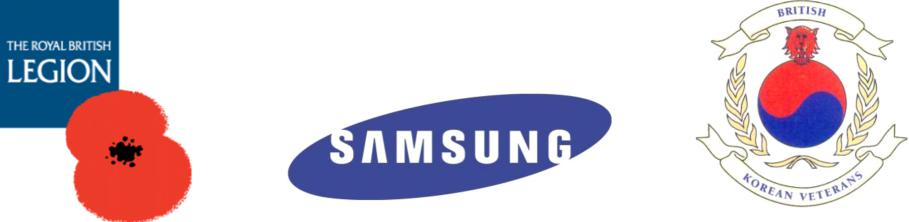 THE ROYAL BRITISH
LEGION
SAMSUNG
BRITISH
KOREAN VETERANS